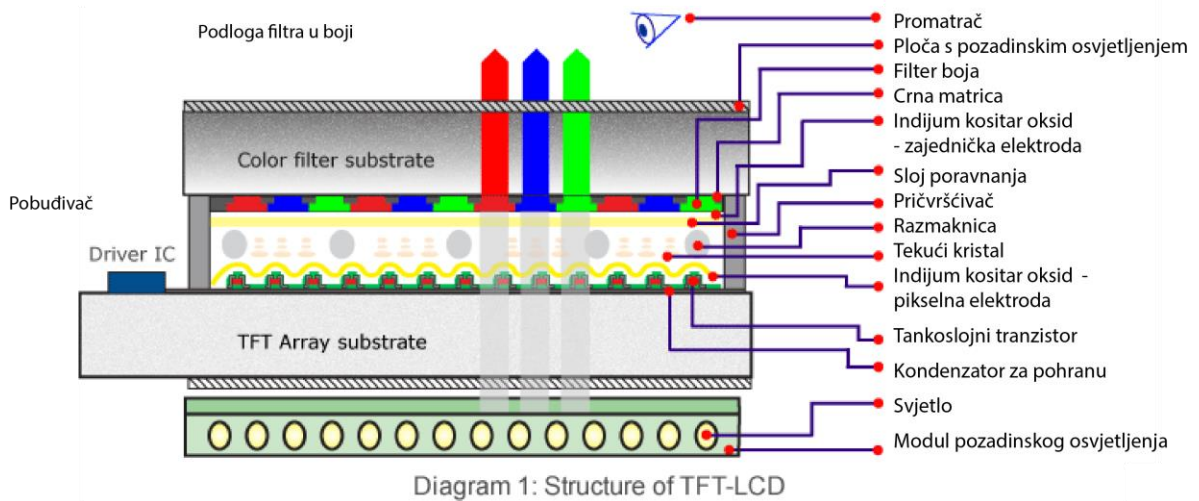 Podloga filtra u boji
Promatrač
Ploča s pozadinskim osvjetljenjem
Filter boja
Crna matrica
Indijum kositar oksid
- zajednička elektroda
Color filter substrate
Sloj poravnanja
Pobuđivač
Pričvršćivač
Razmaknica
Driver IC
Tekući kristal
Indijum kositar oksid -
pikselna elektroda
TFT Array substrate
Tankoslojni tranzistor
Kondenzator za pohranu
Svjetlo
Modul pozadinskog osvjetljenja
Diagram 1: Structure of TFT-LCD